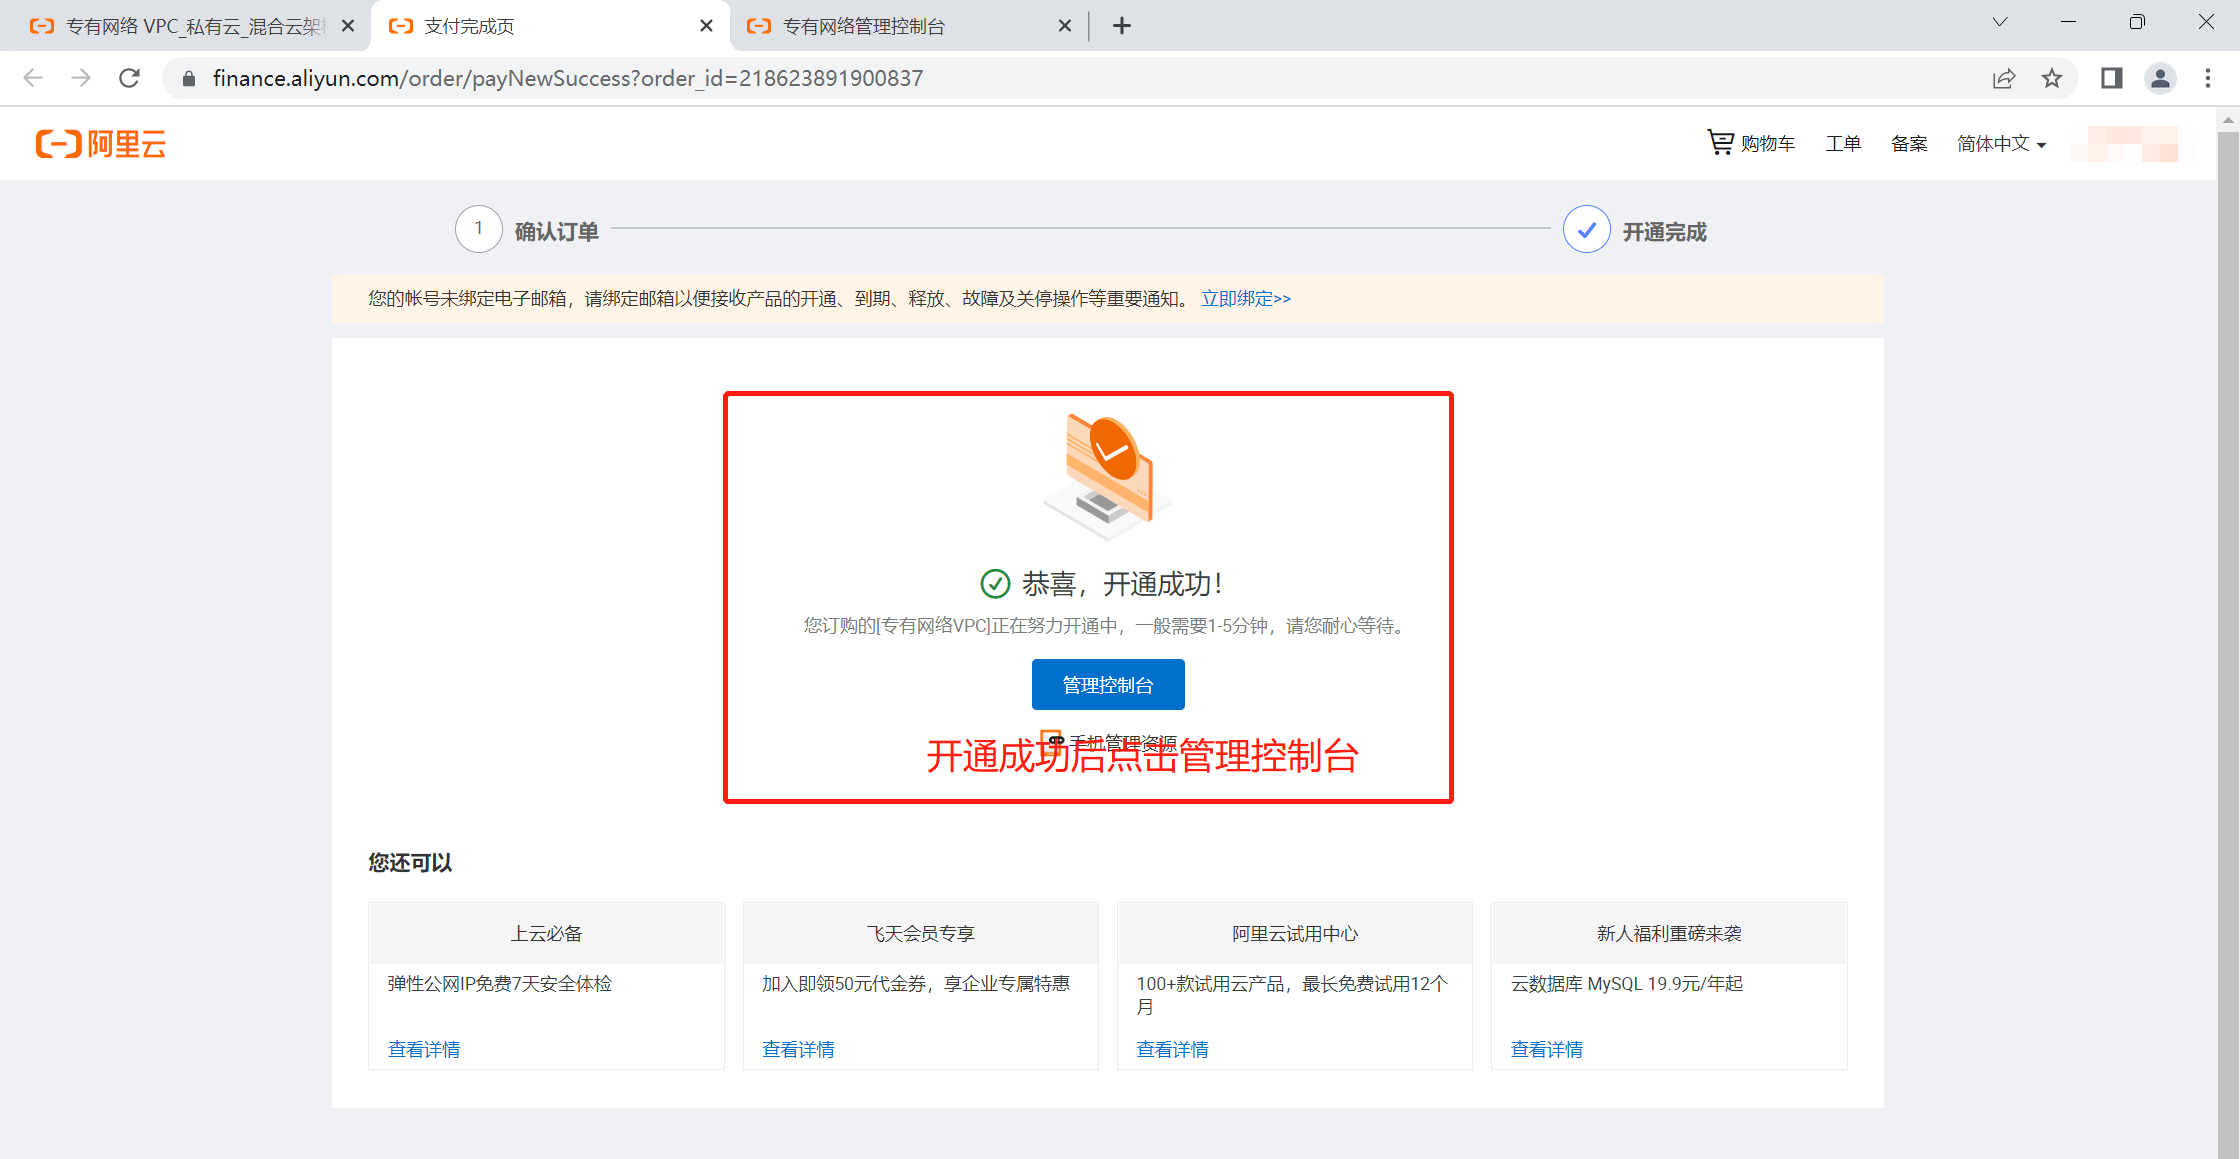 专有网络 VPC_私有云_混合云架
支付完成页
专有网络管理控制台
finance.aliyun.com/order/payNewSuccess?order_id=218623891900837
阿里云
购物车
工单
备案
简体中文
1
确认订单
开通完成
您的帐号未绑定电子邮箱，请绑定邮箱以便接收产品的开通、到期、释放、故障及关停操作等重要通知。 立即绑定>>
恭喜，开通成功！
您订购的[专有网络VPC]正在努力开通中，一般需要1-5分钟，请您耐心等待。
管理控制台
手机管理资源
开通成功后点击管理控制台
您还可以
上云必备
弹性公网IP免费7天安全体检
查看详情
飞天会员专享
加入即领50元代金券，享企业专属特惠
查看详情
阿里云试用中心
100+款试用云产品，最长免费试用12个
月
查看详情
新人福利重磅来袭
云数据库 MySQL 19.9元/年起
查看详情